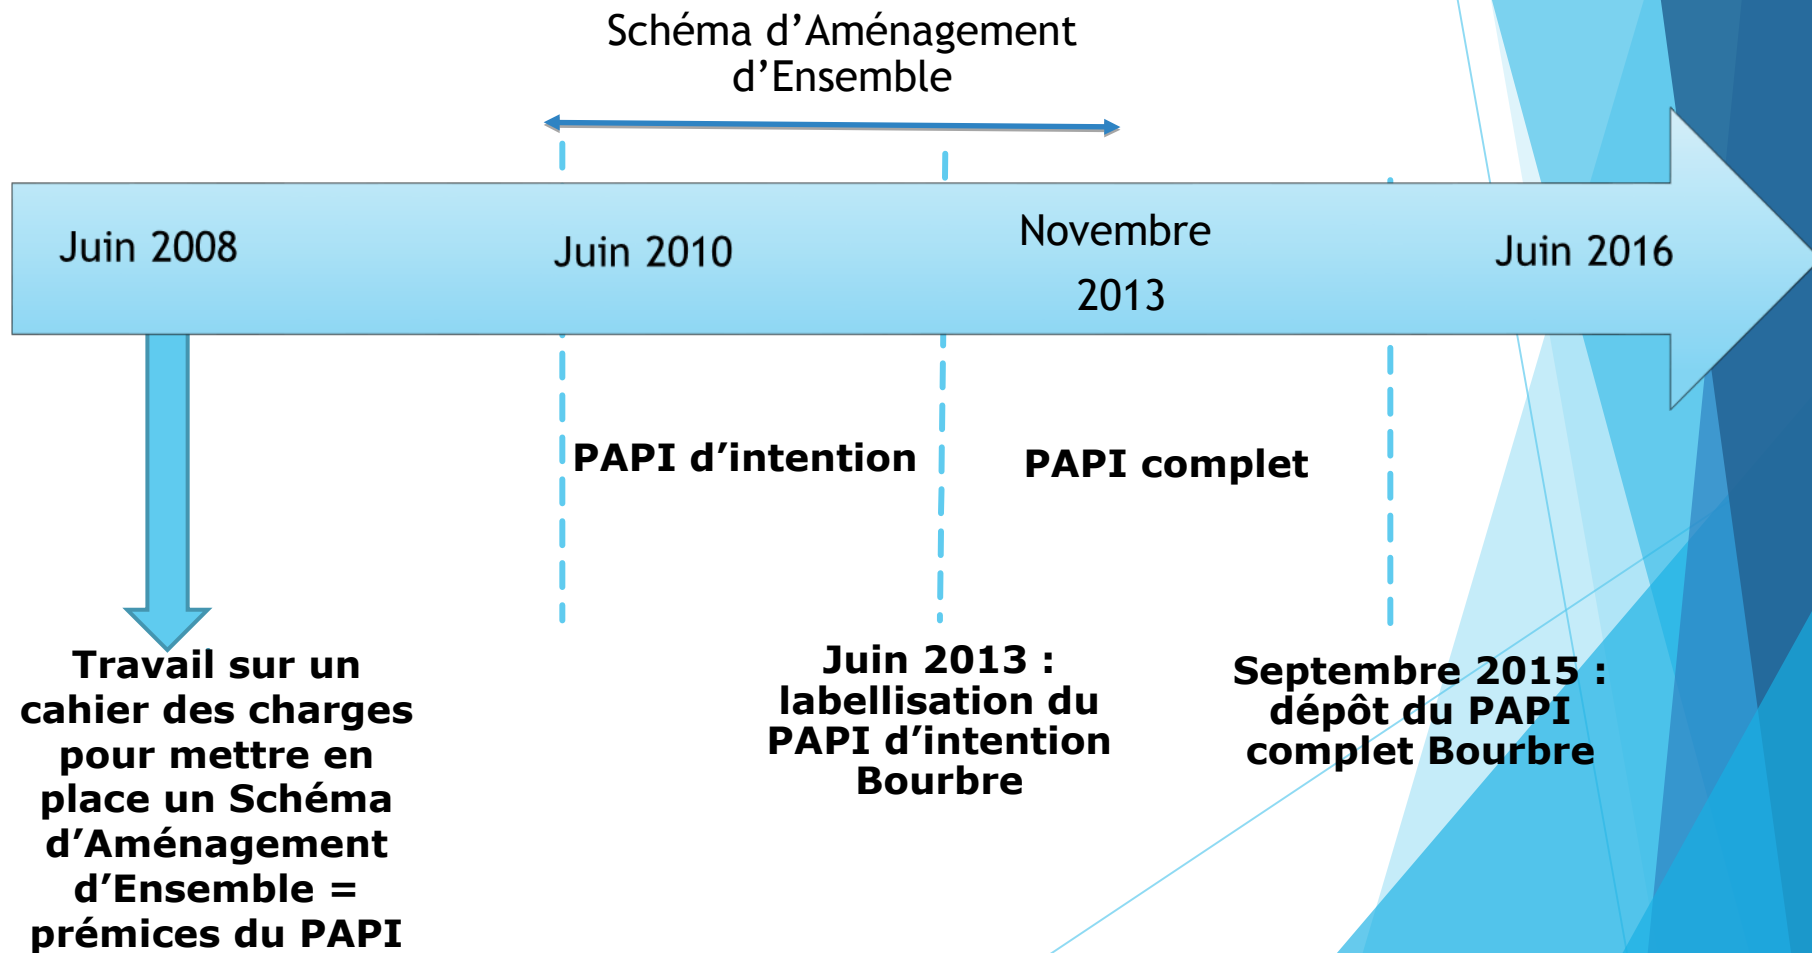 Schéma d’Aménagement
d’Ensemble
Juin 2008
Juin 2010
Novembre
2013
Juin 2016
PAPI d’intention
PAPI complet
Travail sur un
cahier des charges
pour mettre en
place un Schéma
d’Aménagement
d’Ensemble =
prémices du PAPI
Juin 2013 :
labellisation du
PAPI d’intention
Bourbre
Septembre 2015 :
dépôt du PAPI
complet Bourbre